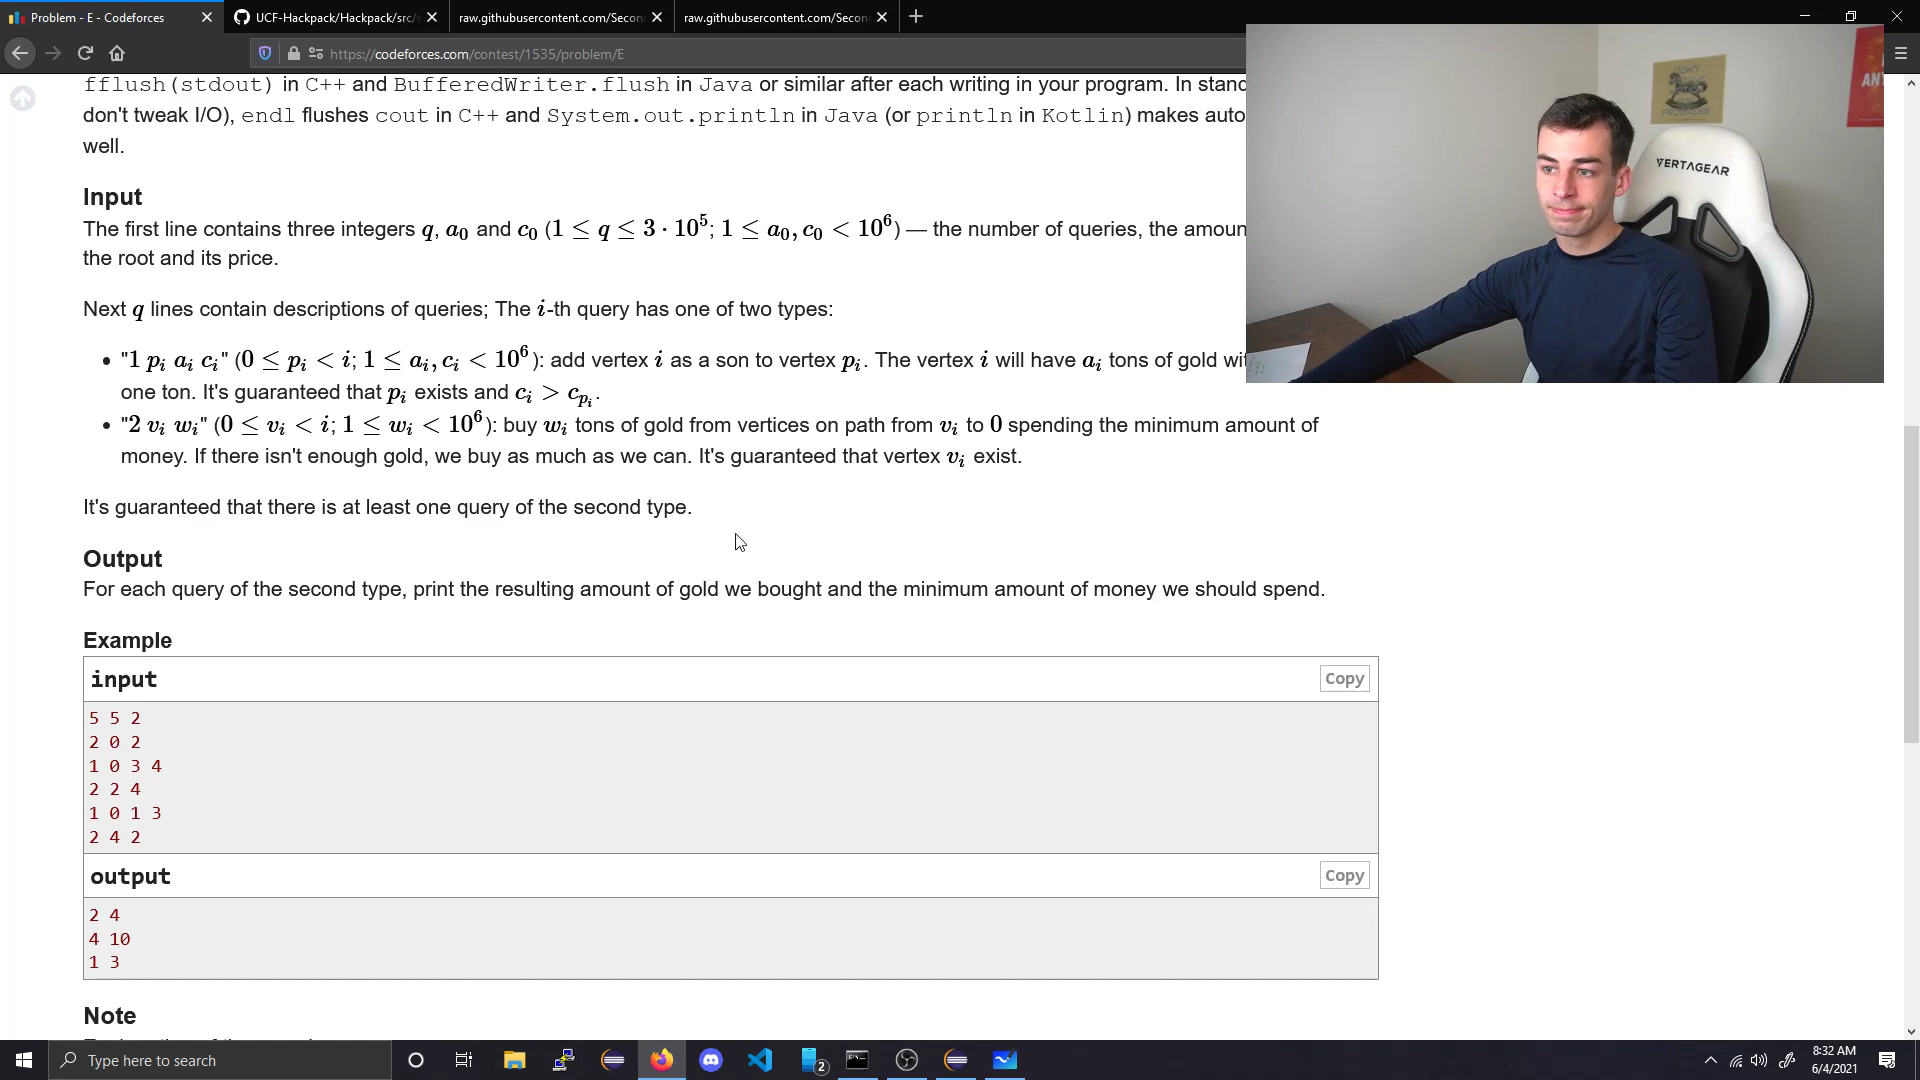 Problem - E - Codeforces
UCF-Hackpack/Hackpack/src/s
raw.githubusercontent.com/Secon
raw.githubusercontent.com/Secon
https://codeforces.com/contest/1535/problem/E
fflush(stdout) in C++ and BufferedWriter.flush in Java or similar after each writing in your program. In stand
don't tweak I/O), endl flushes cout in C++ and System.out.println in Java (or println in Kotlin) makes auto
well.
Input
The first line contains three integers q, a₀ and c₀ (1 ≤ q ≤ 3 · 10⁵; 1 ≤ a₀, c₀ < 10⁶) — the number of queries, the amoun
the root and its price.
Next q lines contain descriptions of queries; The i-th query has one of two types:
• "1 pᵢ aᵢ cᵢ" (0 ≤ pᵢ < i; 1 ≤ aᵢ, cᵢ < 10⁶): add vertex i as a son to vertex pᵢ. The vertex i will have aᵢ tons of gold wi
one ton. It's guaranteed that pᵢ exists and cᵢ > c_{pᵢ}.
• "2 vᵢ wᵢ" (0 ≤ vᵢ < i; 1 ≤ wᵢ < 10⁶): buy wᵢ tons of gold from vertices on path from vᵢ to 0 spending the minimum amount of
money. If there isn't enough gold, we buy as much as we can. It's guaranteed that vertex vᵢ exist.
It's guaranteed that there is at least one query of the second type.
Output
For each query of the second type, print the resulting amount of gold we bought and the minimum amount of money we should spend.
Example
input
Copy
5 5 2
2 0 2
1 0 3 4
2 2 4
1 0 1 3
2 4 2
output
Copy
2 4
4 10
1 3
Note
VERTAGEAR
PROGRESS
AN
Type here to search
2
8:32 AM
6/4/2021